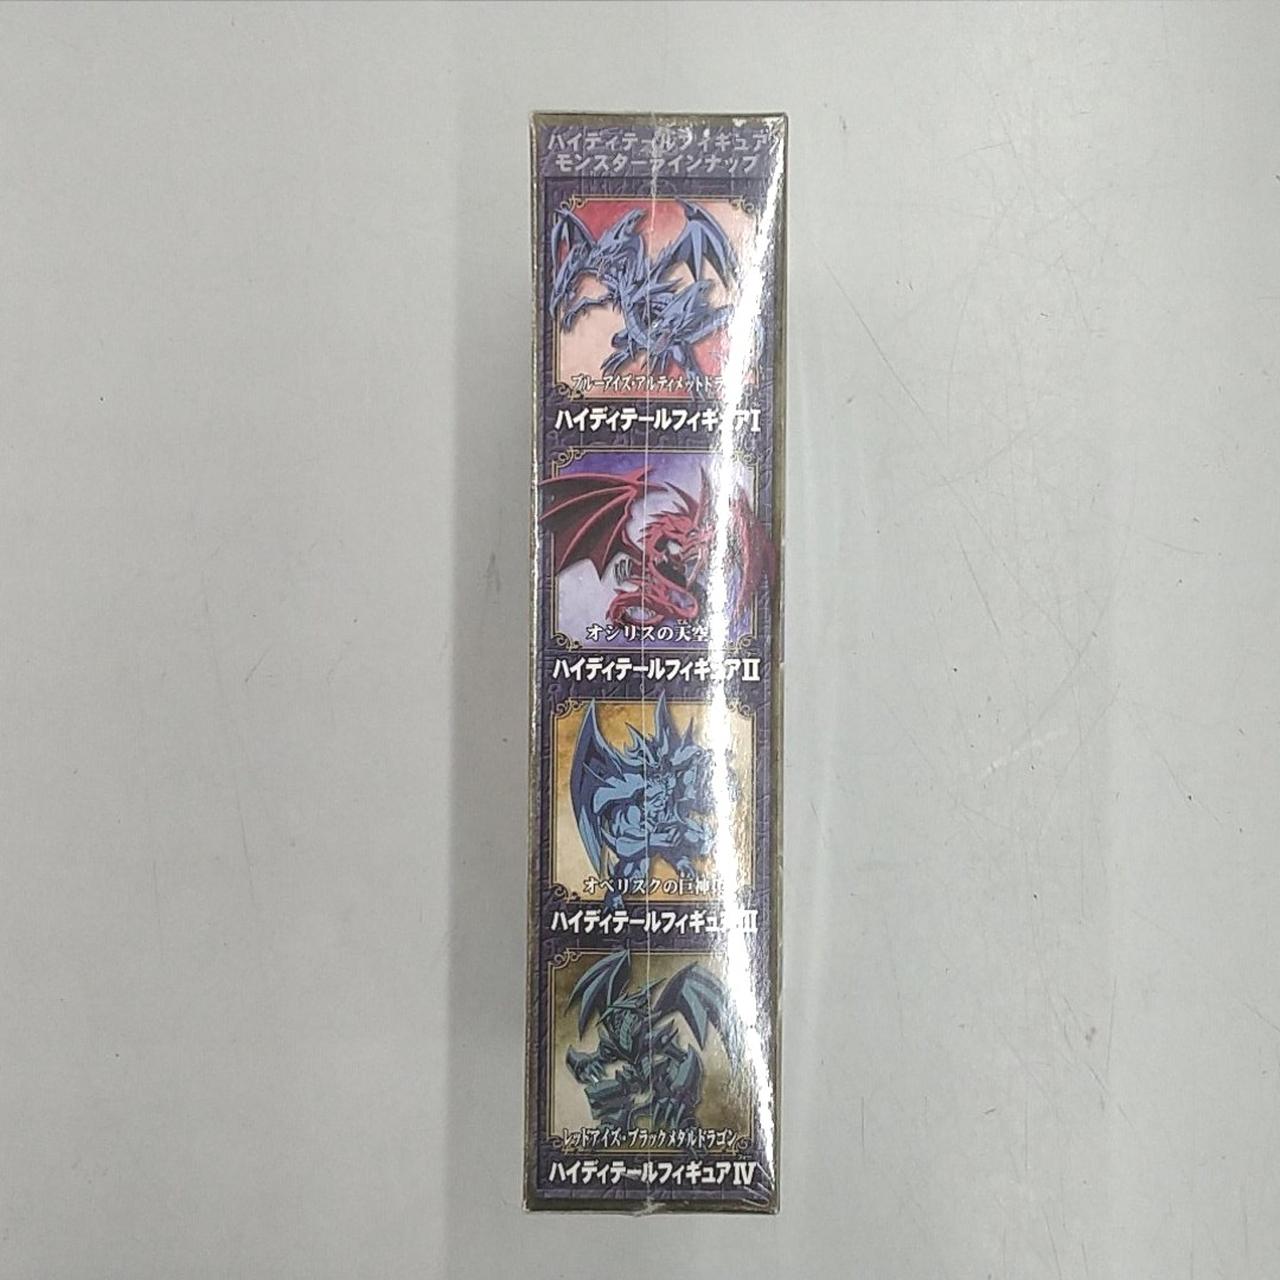 ハイディテールフィギュア
モンスターラインナップ
ブルーアイズ・アルティメットドラ
ハイディテールフィギュアI
オシリスの天空
ハイディテールフィギュアII
オベリスクの巨神
ハイディテールフィギュアIII
レッドアイズ・ブラックメタルドラゴン
ハイディテールフィギュアIV